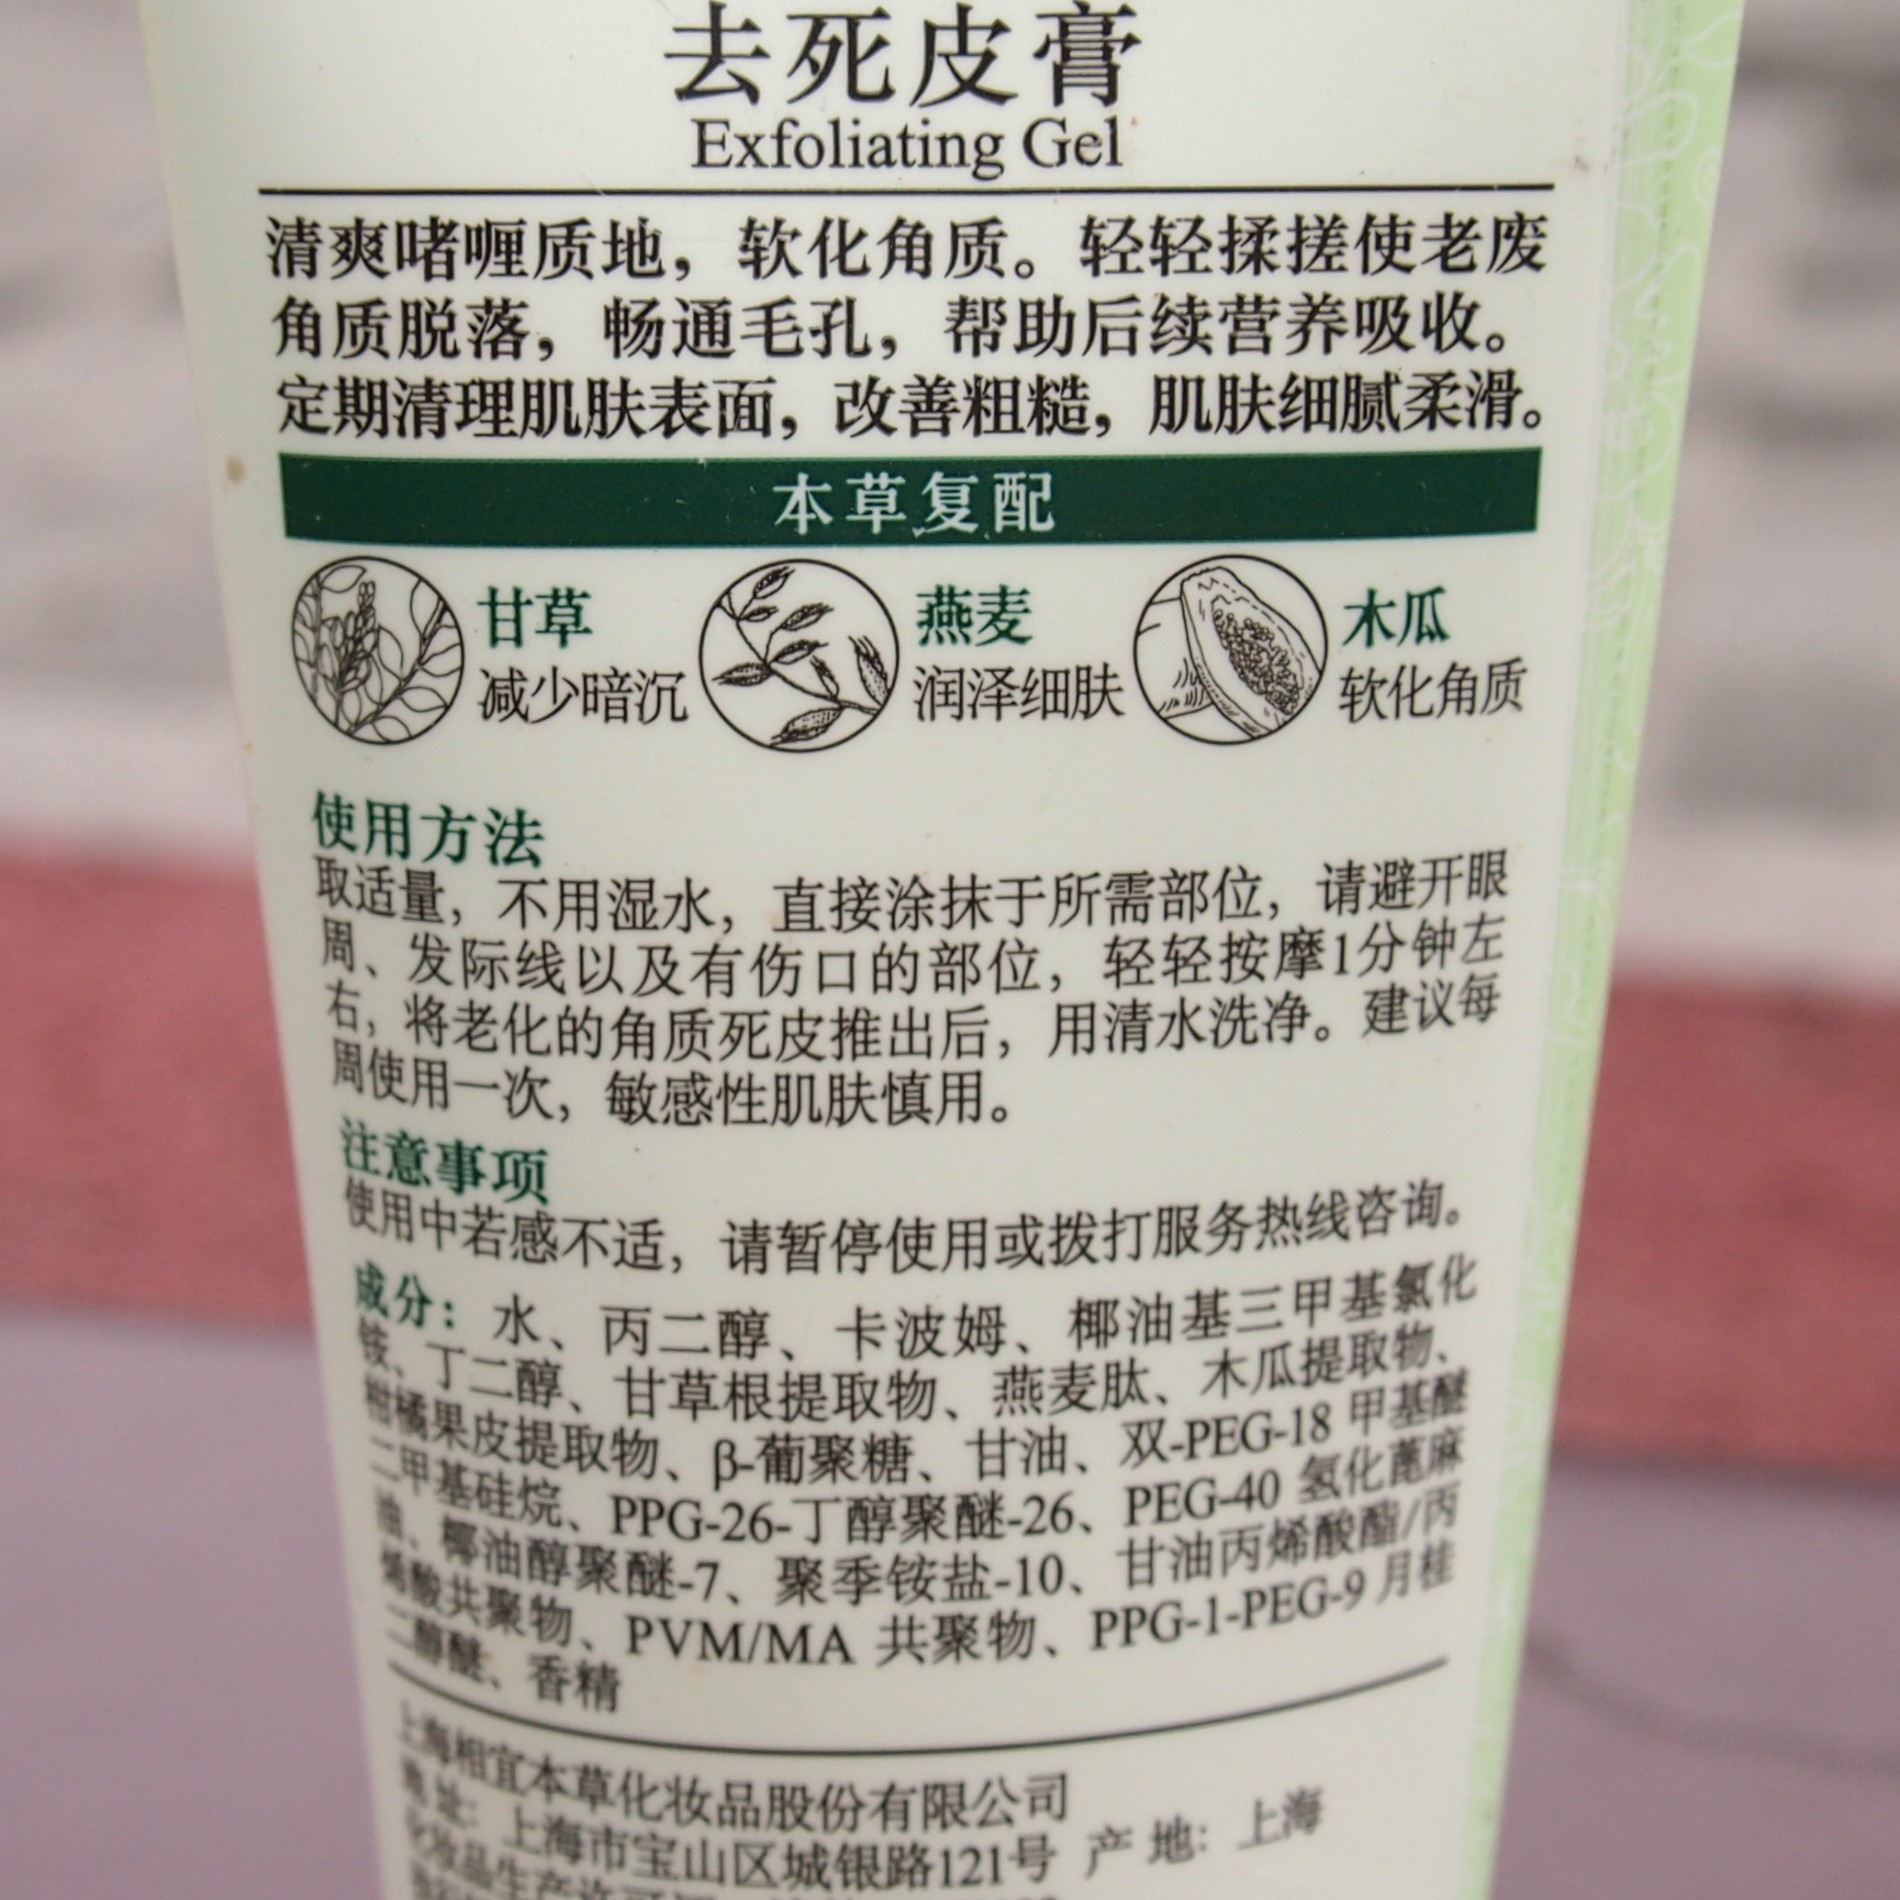 去死皮膏
Exfoliating Gel
清爽啫喱质地，软化角质。轻轻揉搓使老废
角质脱落，畅通毛孔，帮助后续营养吸收。
定期清理肌肤表面，改善粗糙，肌肤细腻柔滑。
本草复配
甘草
减少暗沉
燕麦
润泽细肤
木瓜
软化角质
使用方法
取适量，不用湿水，直接涂抹于所需部位，请避开眼
周、发际线以及有伤口的部位，轻轻按摩1分钟左
右，将老化的角质死皮推出后，用清水洗净。建议每
周使用一次，敏感性肌肤慎用。
注意事项
使用中若感不适，请暂停使用或拨打服务热线咨询。
成分：水、丙二醇、卡波姆、椰油基三甲基氯化
铵、丁二醇、甘草根提取物、燕麦肽、木瓜提取物、
柑橘果皮提取物、β-葡聚糖、甘油、双-PEG-18 甲基醚
二甲基硅烷、PPG-26-丁醇聚醚-26、PEG-40 氢化蓖麻
油、椰油醇聚醚-7、聚季铵盐-10、甘油丙烯酸酯/丙
烯酸共聚物、PVM/MA 共聚物、PPG-1-PEG-9 月桂
二醇醚、香精
上海相宜本草化妆品股份有限公司
地址：上海市宝山区城银路121号 产地：上海
化妆品生产许可证